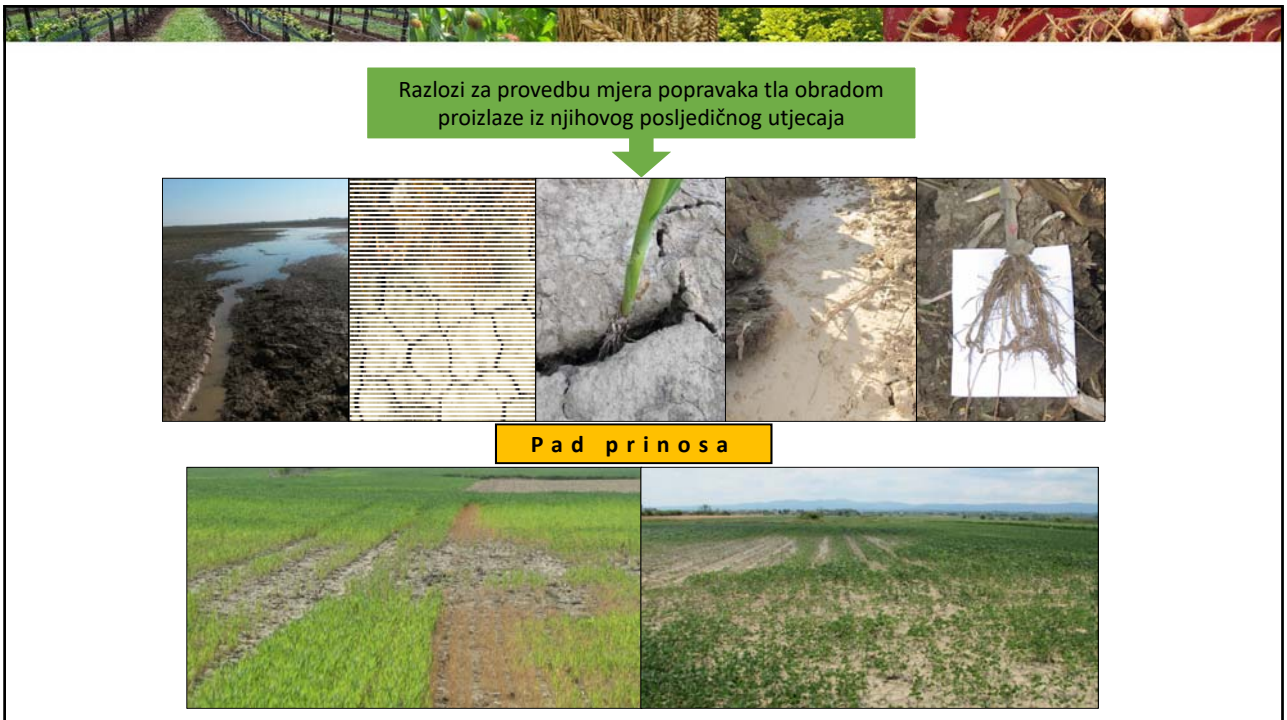 Razlozi za provedbu mjera popravaka tla obradom
proizlaze iz njihovog posljedičnog utjecaja
Pad prinosa